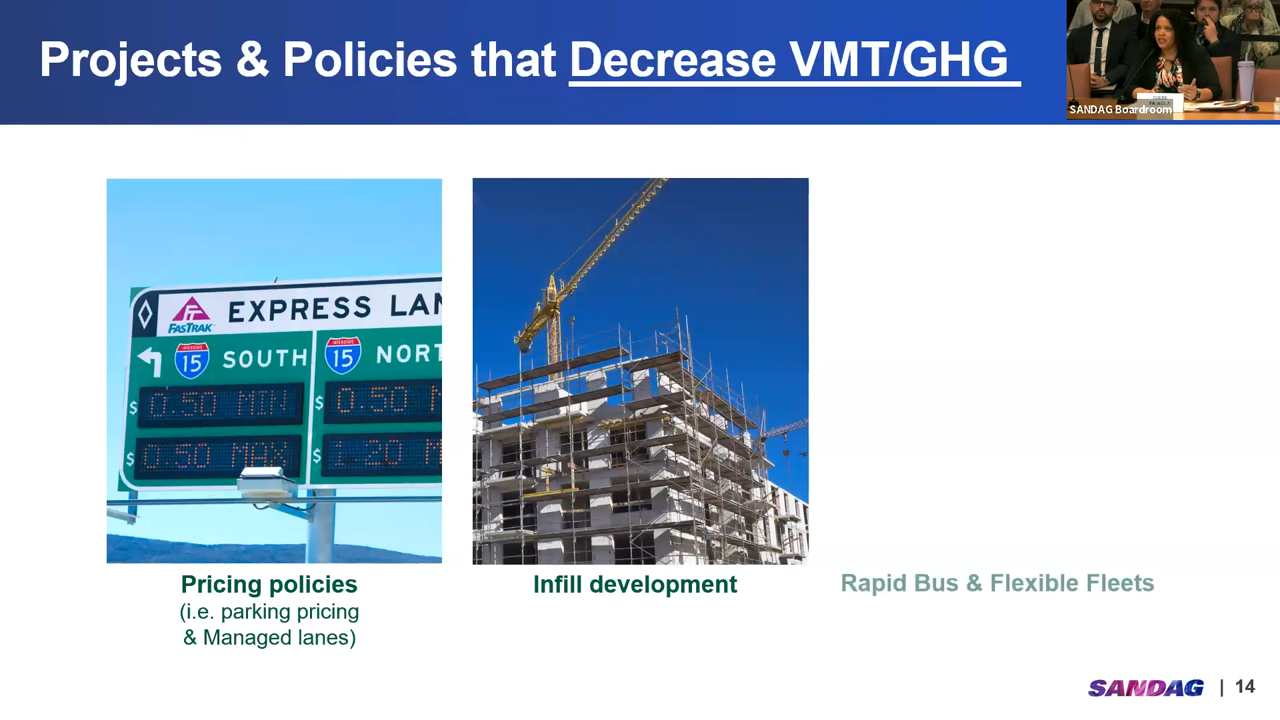 Projects & Policies that Decrease VMT/GHG
SANDAG Boardroom
EXPRESS LAN
FASTRAK
INTERSTATE
15
SOUTH
INTERSTATE
15
NORT
$ 0.50 MIN
$ 0.50 M
$ 0.50 MAX
$ 1.20 M
Pricing policies
(i.e. parking pricing
& Managed lanes)
Infill development
Rapid Bus & Flexible Fleets
SANDAG | 14